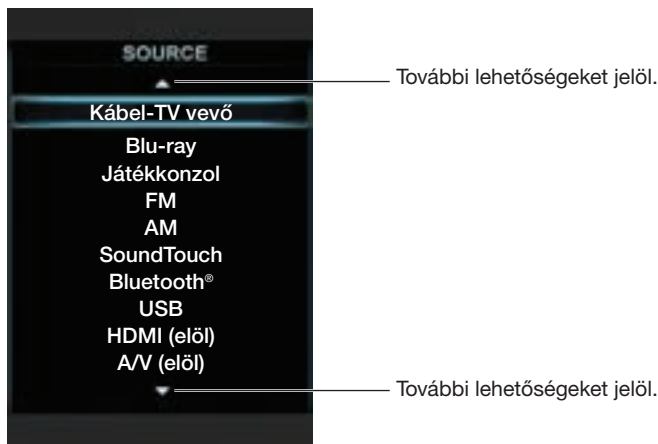 SOURCE
További lehetőségeket jelöl.
Kábel-TV vevő
Blu-ray
Játékkonzol
FM
AM
SoundTouch
Bluetooth®
USB
HDMI (elöl)
A/V (elöl)
További lehetőségeket jelöl.